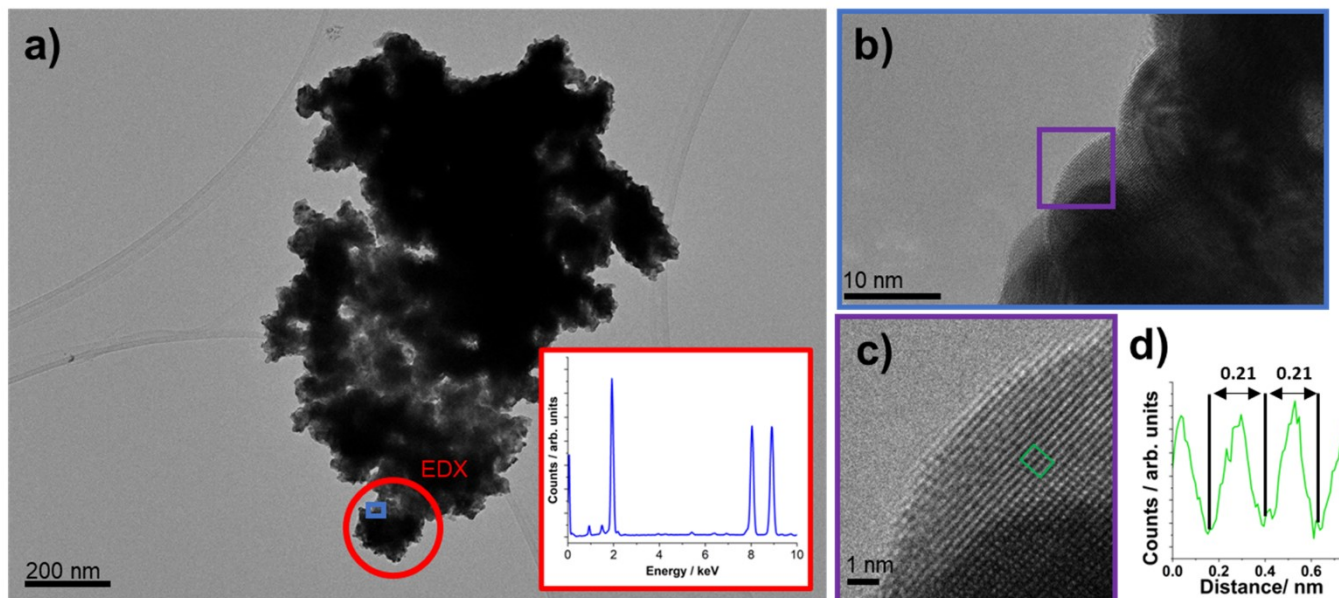 a)
EDX
200 nm
Counts / arb. units
0 2 4 6 8 10
Energy / keV
b)
10 nm
c)
1 nm
d)
0.21 0.21
Counts / arb. units
0.0 0.2 0.4 0.6
Distance/ nm